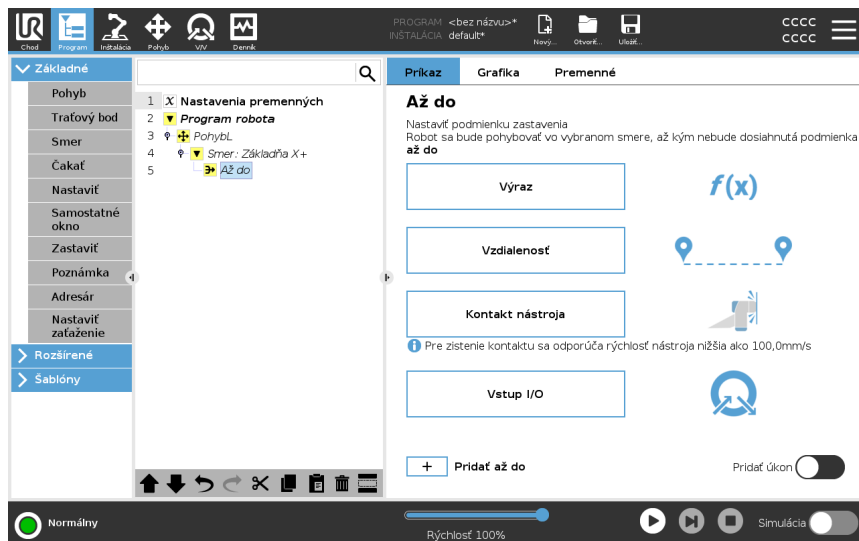 PROGRAM <bez názvu>*
INŠTALÁCIA default*
UR
Chod
Program
Inštalácia
Pohyb
V/V
Denník
Nový...
Otvoriť...
Uložiť...
cccc
cccc
Základné
Pohyb
Traťový bod
Smer
Čakať
Nastaviť
Samostatné
okno
Zastaviť
Poznámka
Adresár
Nastaviť
zaťaženie
Rozšírené
Šablóny
1 X Nastavenia premenných
2 Program robota
3 PohybL
4 Smer: Základňa X+
5 Až do
Príkaz Grafika Premenné
Až do
Nastaviť podmienku zastavenia
Robot sa bude pohybovať vo vybranom smere, až kým nebude dosiahnutá podmienka
až do
Výraz
f(x)
Vzdialenosť
Kontakt nástroja
Pre zistenie kontaktu sa odporúča rýchlosť nástroja nižšia ako 100,0mm/s
Vstup I/O
+ Pridať až do
Pridať úkon
Normálny
Rýchlosť 100%
Simulácia